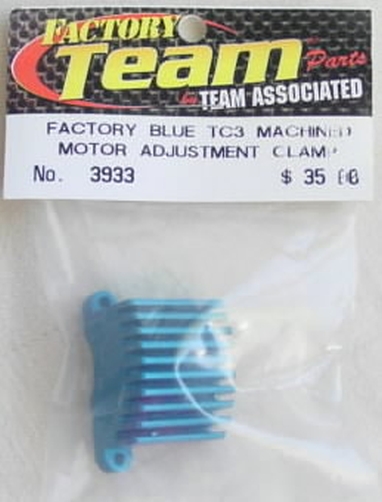 FACTORY
Team Parts
by TEAM ASSOCIATED
FACTORY BLUE TC3 MACHINED
MOTOR ADJUSTMENT CLAMP
No. 3933 $ 35 00